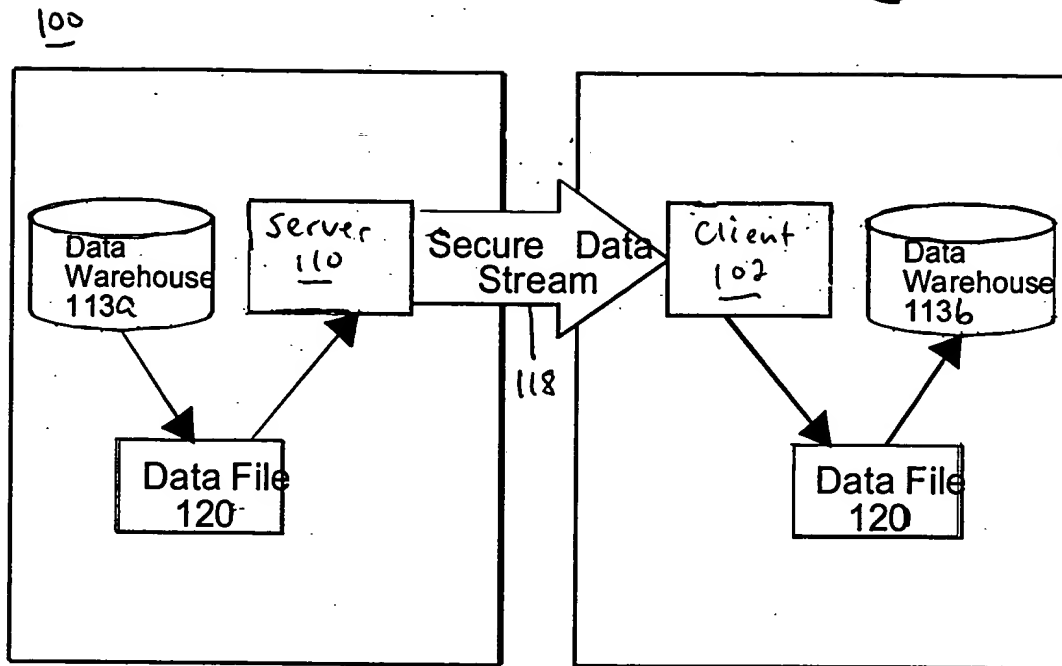 100
Data
Warehouse
113a
Server
110
Secure Data
Stream
118
Client
102
Data
Warehouse
113b
Data File
120
Data File
120